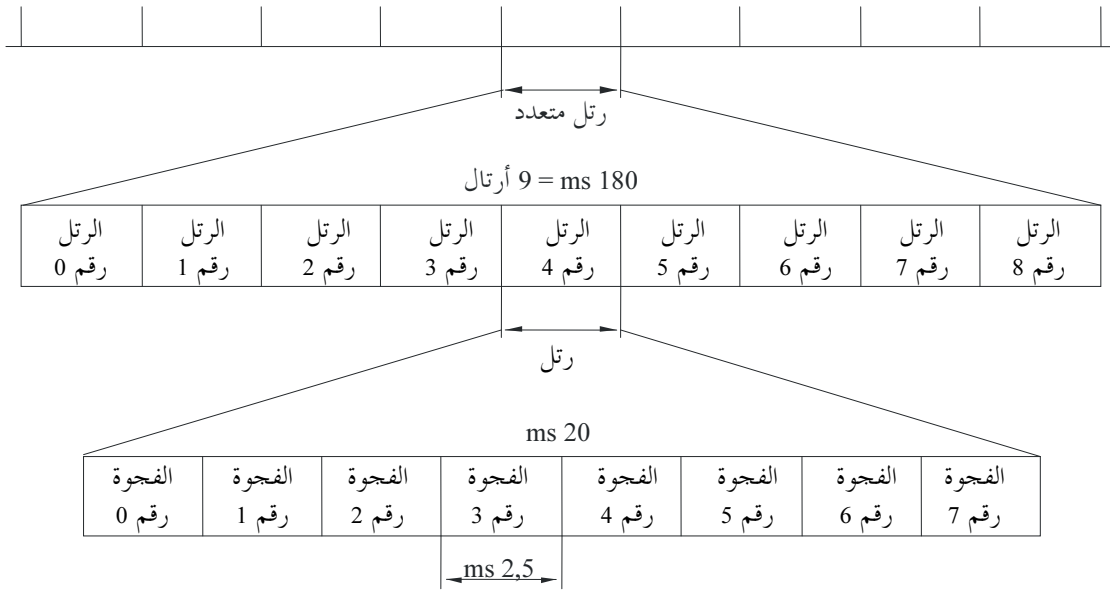 رتل متعدد
9 أرتال = 180 ms
الرتل رقم 0
الرتل رقم 1
الرتل رقم 2
الرتل رقم 3
الرتل رقم 4
الرتل رقم 5
الرتل رقم 6
الرتل رقم 7
الرتل رقم 8
رتل
20 ms
الفجوة رقم 0
الفجوة رقم 1
الفجوة رقم 2
الفجوة رقم 3
الفجوة رقم 4
الفجوة رقم 5
الفجوة رقم 6
الفجوة رقم 7
2,5 ms